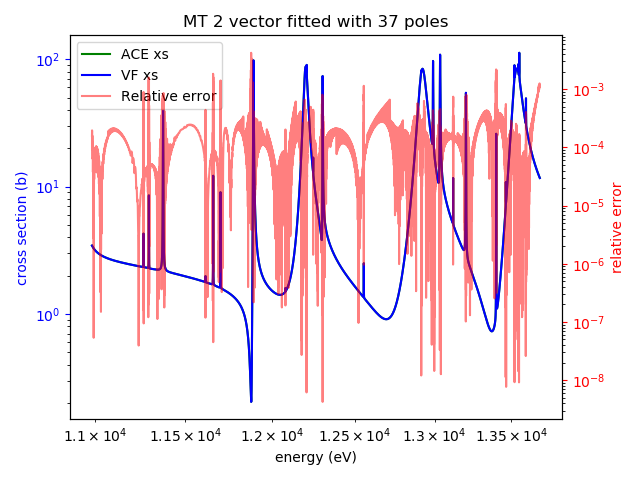 MT 2 vector fitted with 37 poles
ACE xs
VF xs
Relative error
10²
10¹
10⁰
cross section (b)
10⁻³
10⁻⁴
10⁻⁵
10⁻⁶
10⁻⁷
10⁻⁸
relative error
1.1 × 10⁴ 1.15 × 10⁴ 1.2 × 10⁴ 1.25 × 10⁴ 1.3 × 10⁴ 1.35 × 10⁴
energy (eV)